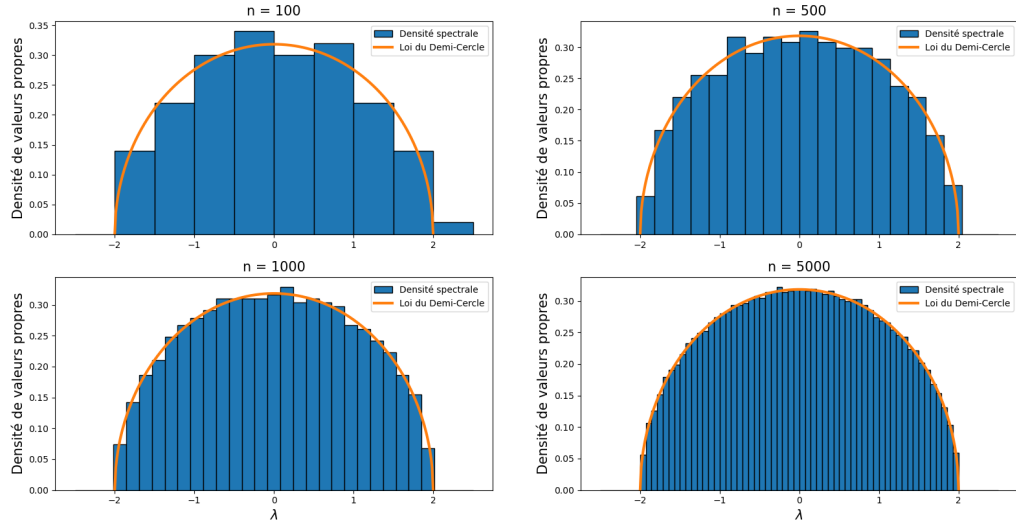 n = 100
Densité de valeurs propres
0.35
0.30
0.25
0.20
0.15
0.10
0.05
0.00
Densité spectrale
Loi du Demi-Cercle
-2
-1
0
1
2
n = 500
Densité de valeurs propres
0.30
0.25
0.20
0.15
0.10
0.05
0.00
Densité spectrale
Loi du Demi-Cercle
-2
-1
0
1
2
n = 1000
Densité de valeurs propres
0.30
0.25
0.20
0.15
0.10
0.05
0.00
Densité spectrale
Loi du Demi-Cercle
-2
-1
0
1
2
λ
n = 5000
Densité de valeurs propres
0.30
0.25
0.20
0.15
0.10
0.05
0.00
Densité spectrale
Loi du Demi-Cercle
-2
-1
0
1
2
λ